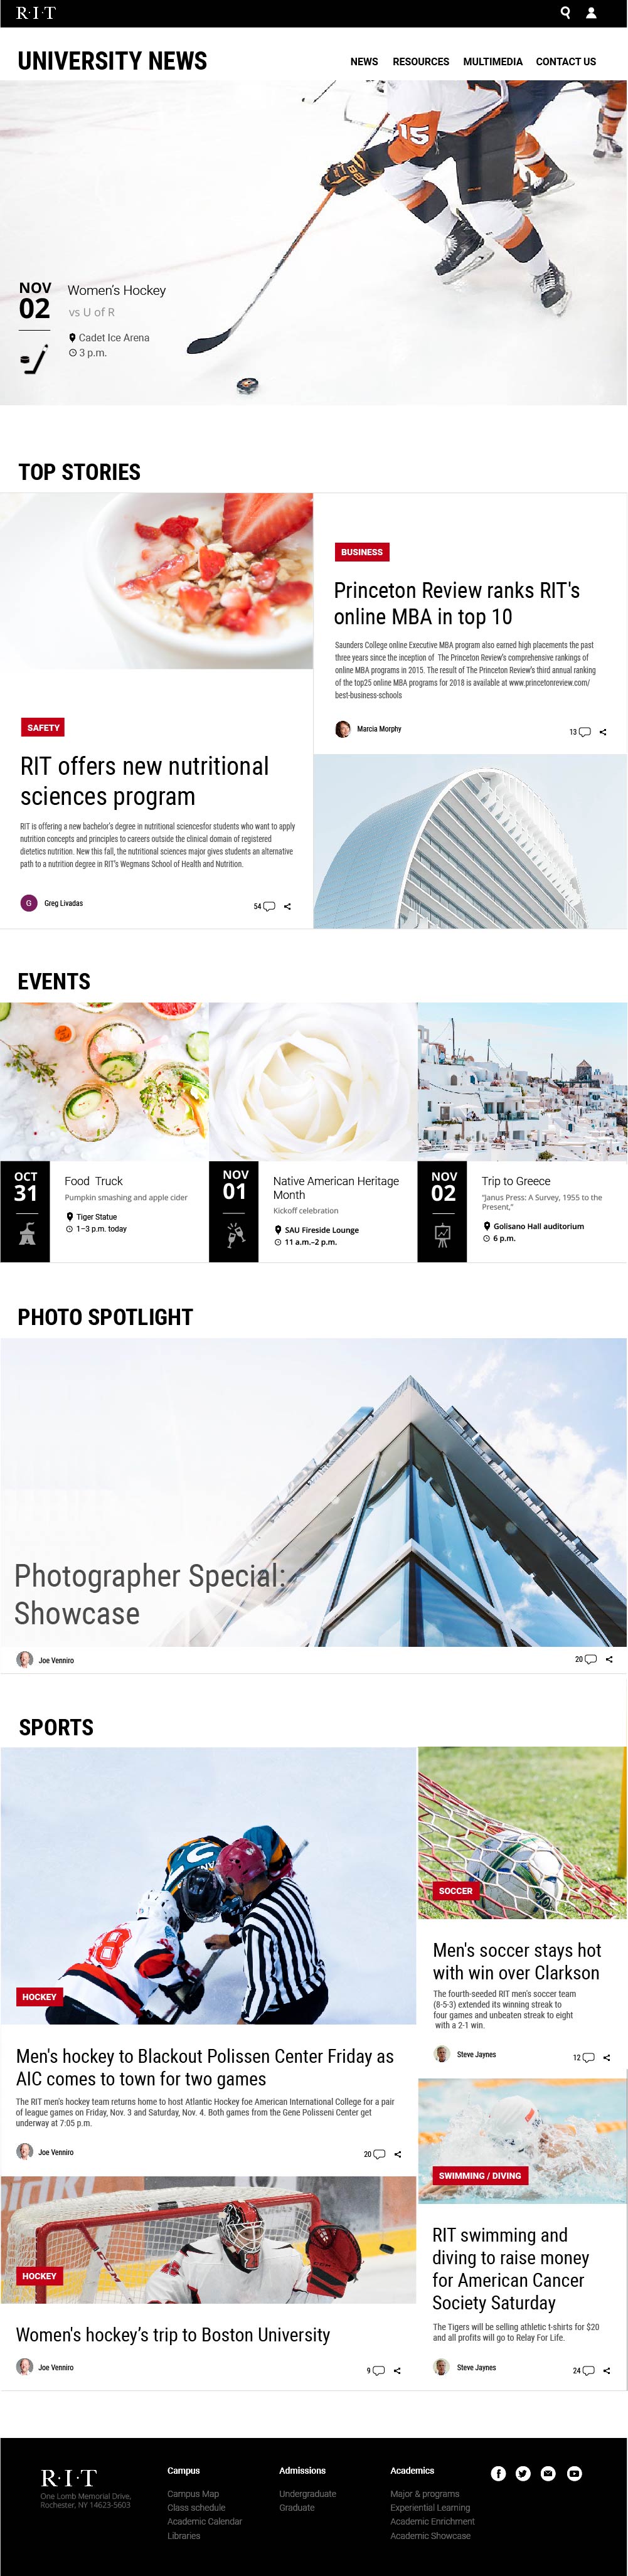 R·I·T
UNIVERSITY NEWS
NEWS RESOURCES MULTIMEDIA CONTACT US
15
NOV
02
Women's Hockey
vs U of R
Cadet Ice Arena
3 p.m.
TOP STORIES
SAFETY
RIT offers new nutritional
sciences program
RIT is offering a new bachelor's degree in nutritional sciencesfor students who want to apply
nutrition concepts and principles to careers outside the clinical domain of registered
dietetics nutrition. New this fall, the nutritional sciences major gives students an alternative
path to a nutrition degree in RIT's Wegmans School of Health and Nutrition.
G Greg Livadas 54
BUSINESS
Princeton Review ranks RIT's
online MBA in top 10
Saunders College online Executive MBA program also earned high placements the past
three years since the inception of The Princeton Review's comprehensive rankings of
online MBA programs in 2015. The result of The Princeton Review's third annual ranking
of the top25 online MBA programs for 2018 is available at www.princetonreview.com/
best-business-schools
Marcia Morphy 13
EVENTS
OCT
31
Food Truck
Pumpkin smashing and apple cider
Tiger Statue
1–3 p.m. today
NOV
01
Native American Heritage
Month
Kickoff celebration
SAU Fireside Lounge
11 a.m.–2 p.m.
NOV
02
Trip to Greece
"Janus Press: A Survey, 1955 to the
Present,"
Golisano Hall auditorium
6 p.m.
PHOTO SPOTLIGHT
Photographer Special:
Showcase
Joe Venniro 20
SPORTS
HOCKEY
Men's hockey to Blackout Polissen Center Friday as
AIC comes to town for two games
The RIT men's hockey team returns home to host Atlantic Hockey foe American International College for a pair
of league games on Friday, Nov. 3 and Saturday, Nov. 4. Both games from the Gene Polisseni Center get
underway at 7:05 p.m.
Joe Venniro 20
HOCKEY
Women's hockey's trip to Boston University
Joe Venniro 9
SOCCER
Men's soccer stays hot
with win over Clarkson
The fourth-seeded RIT men's soccer team
(8-5-3) extended its winning streak to
four games and unbeaten streak to eight
with a 2-1 win.
Steve Jaynes 12
SWIMMING / DIVING
RIT swimming and
diving to raise money
for American Cancer
Society Saturday
The Tigers will be selling athletic t-shirts for $20
and all profits will go to Relay For Life.
Steve Jaynes 24
R·I·T
One Lomb Memorial Drive,
Rochester, NY 14623-5603
Campus
Campus Map
Class schedule
Academic Calendar
Libraries
Admissions
Undergraduate
Graduate
Academics
Major & programs
Experiential Learning
Academic Enrichment
Academic Showcase